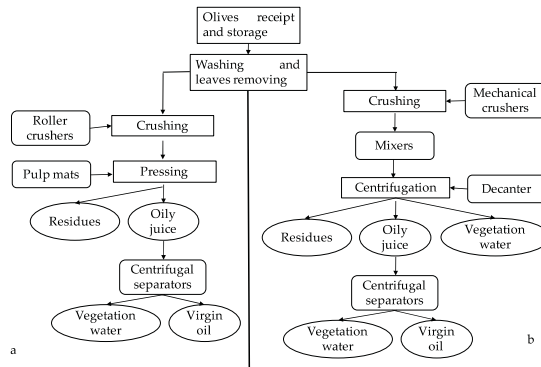 Olives receipt
and storage
Washing and
leaves removing
Roller
crushers
Crushing
Pulp mats
Pressing
Residues
Oily
juice
Centrifugal
separators
Vegetation
water
Virgin
oil
a
Crushing
Mechanical
crushers
Mixers
Centrifugation
Decanter
Residues
Oily
juice
Vegetation
water
Centrifugal
separators
Vegetation
water
Virgin
oil
b